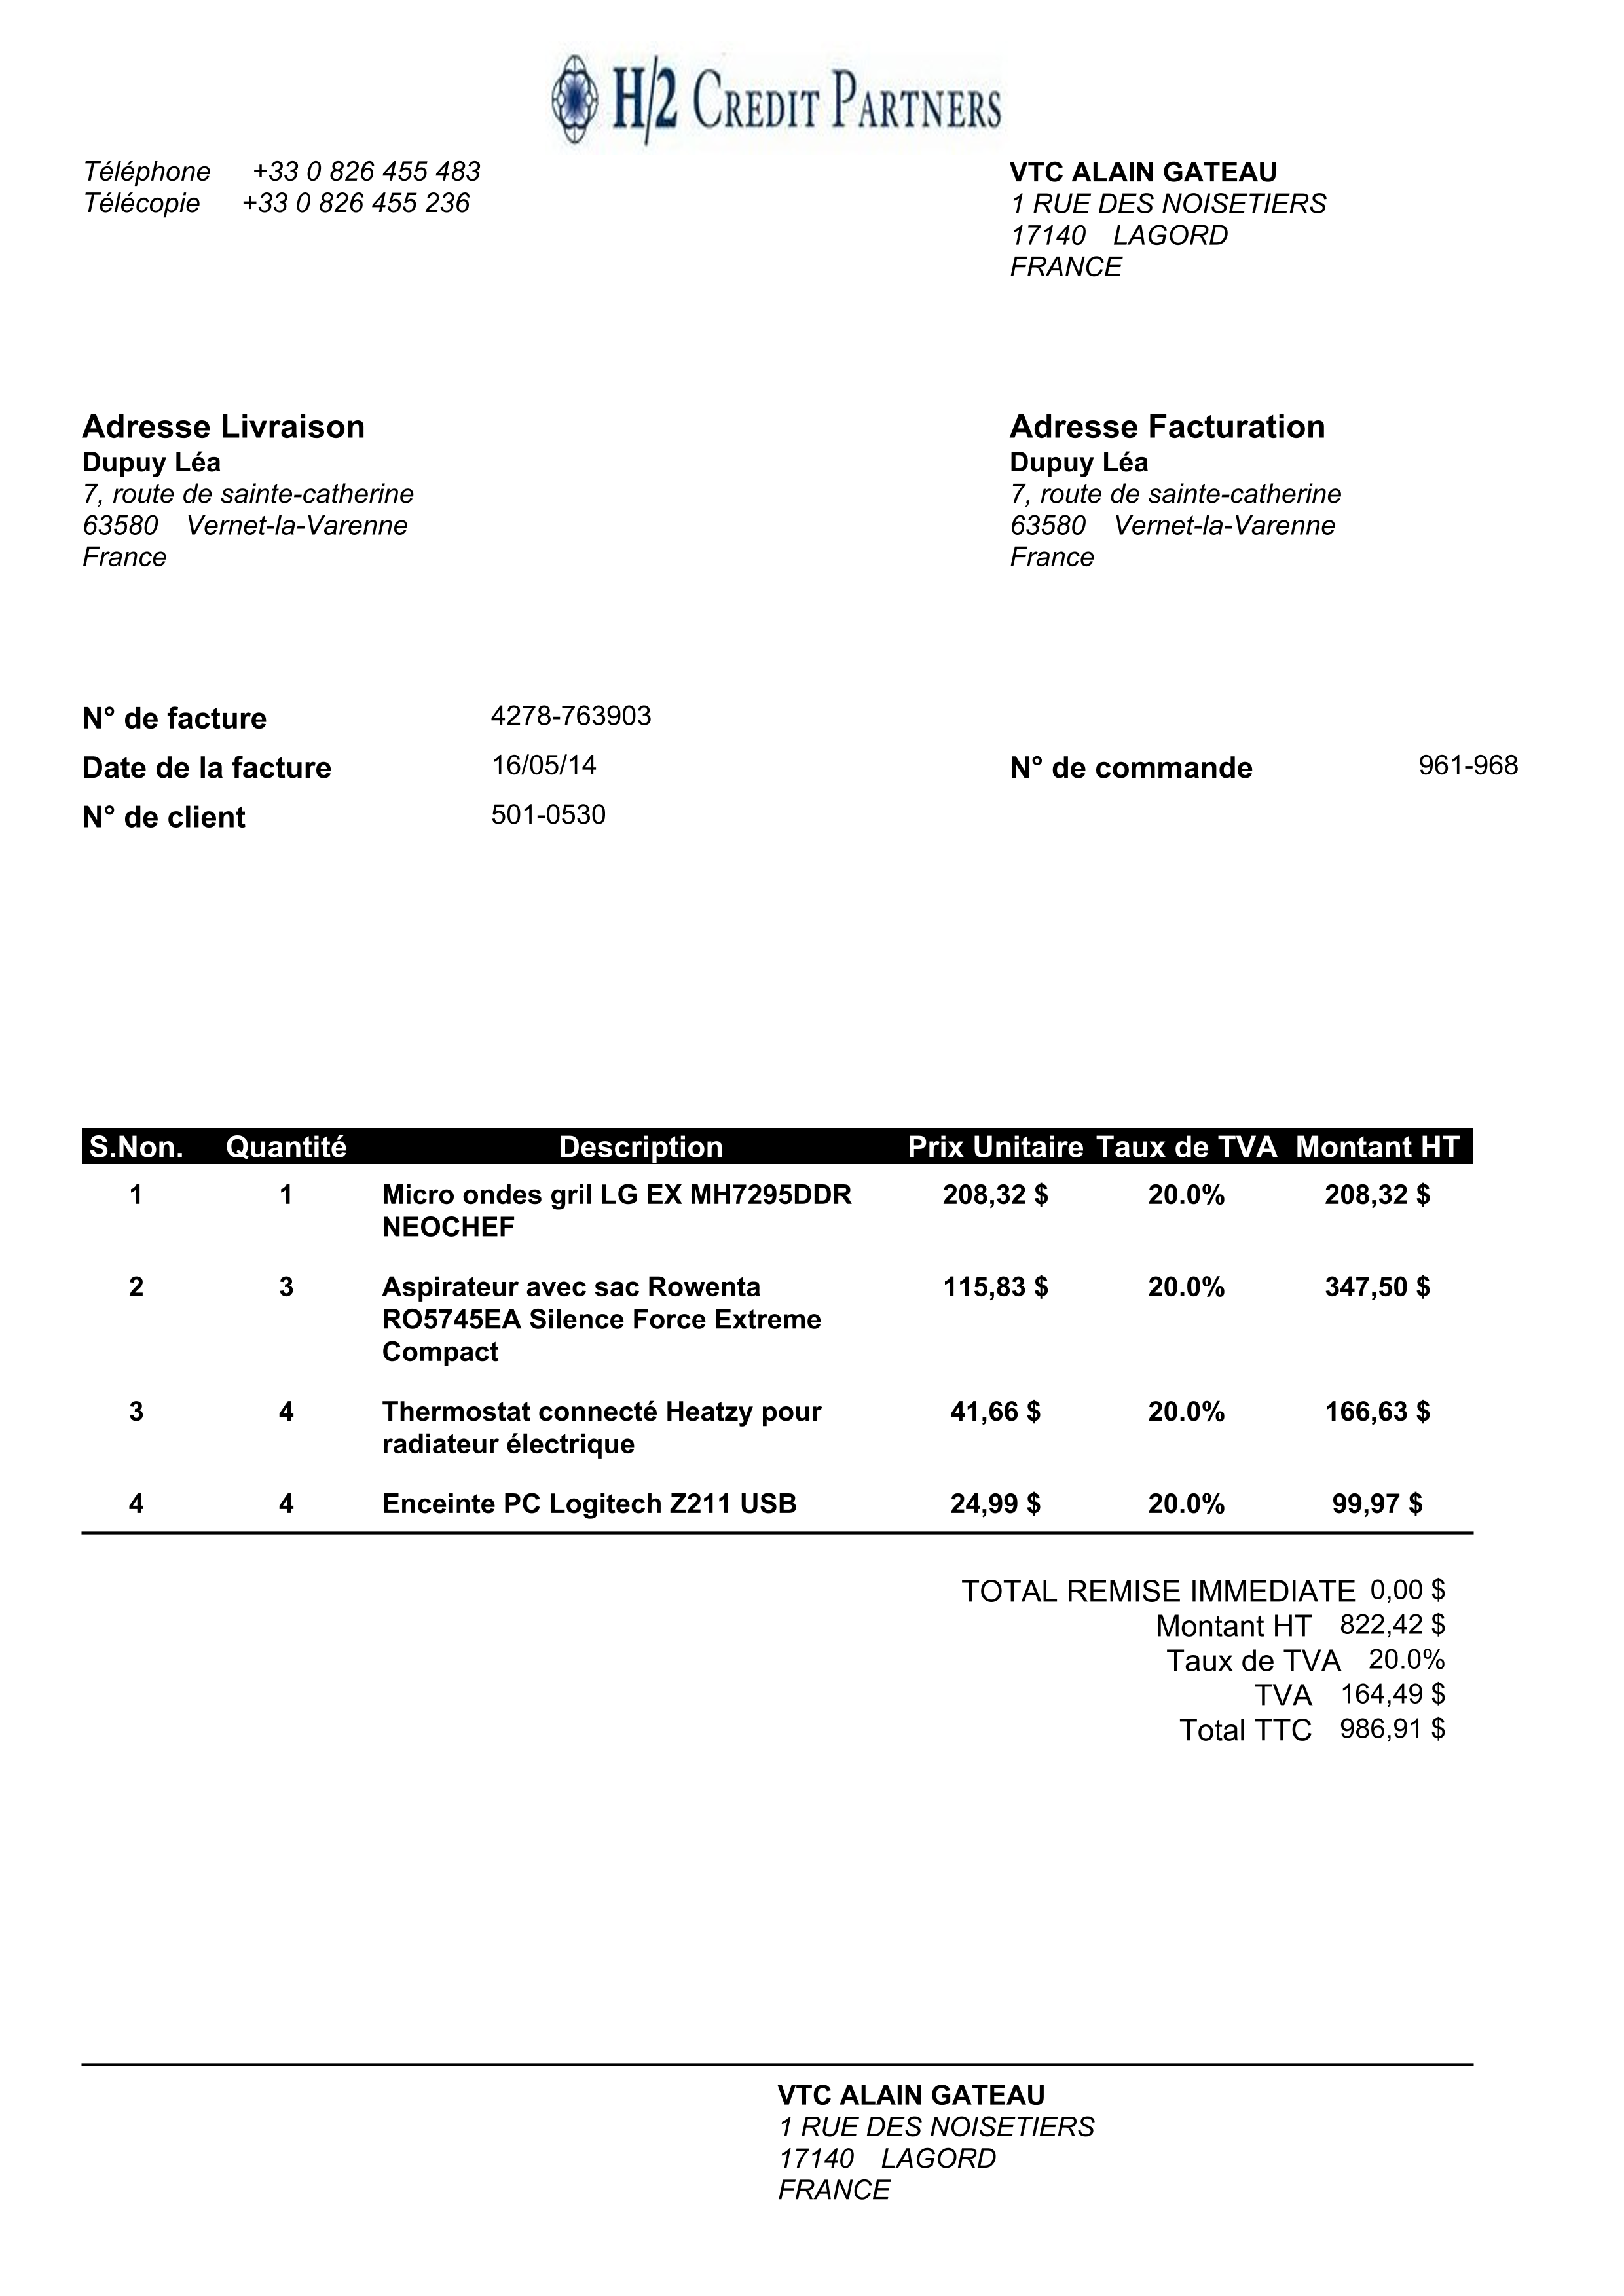 H/2 CREDIT PARTNERS
Téléphone +33 0 826 455 483
Télécopie +33 0 826 455 236
VTC ALAIN GATEAU
1 RUE DES NOISETIERS
17140 LAGORD
FRANCE
Adresse Livraison
Dupuy Léa
7, route de sainte-catherine
63580 Vernet-la-Varenne
France
Adresse Facturation
Dupuy Léa
7, route de sainte-catherine
63580 Vernet-la-Varenne
France
N° de facture 4278-763903
Date de la facture 16/05/14
N° de commande 961-968
N° de client 501-0530
S.Non. Quantité Description Prix Unitaire Taux de TVA Montant HT
1 1 Micro ondes gril LG EX MH7295DDR 208,32 $ 20.0% 208,32 $
NEOCHEF
2 3 Aspirateur avec sac Rowenta 115,83 $ 20.0% 347,50 $
RO5745EA Silence Force Extreme
Compact
3 4 Thermostat connecté Heatzy pour 41,66 $ 20.0% 166,63 $
radiateur électrique
4 4 Enceinte PC Logitech Z211 USB 24,99 $ 20.0% 99,97 $
TOTAL REMISE IMMEDIATE 0,00 $
Montant HT 822,42 $
Taux de TVA 20.0%
TVA 164,49 $
Total TTC 986,91 $
VTC ALAIN GATEAU
1 RUE DES NOISETIERS
17140 LAGORD
FRANCE